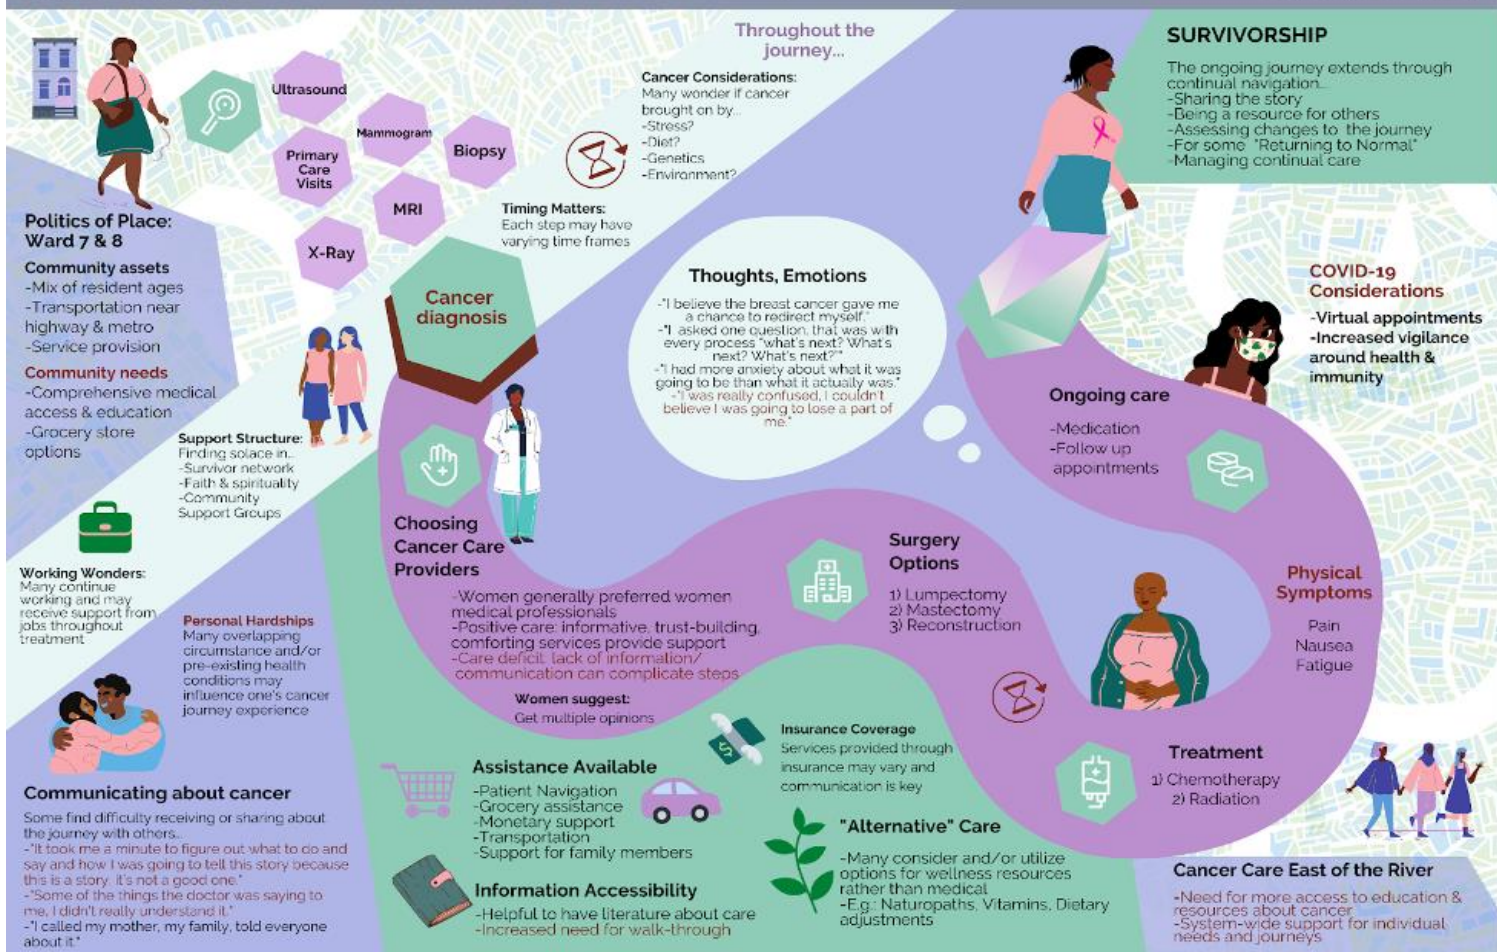 Throughout the
journey...
Cancer Considerations:
Many wonder if cancer
brought on by...
-Stress?
-Diet?
-Genetics
-Environment?
Timing Matters:
Each step may have
varying time frames
Ultrasound
Mammogram
Primary
Care
Visits
Biopsy
MRI
X-Ray
Cancer
diagnosis
Politics of Place:
Ward 7 & 8
Community assets
-Mix of resident ages
-Transportation near
highway & metro
-Service provision
Community needs
-Comprehensive medical
access & education
-Grocery store
options
Support Structure:
Finding solace in...
-Survivor network
-Faith & spirituality
-Community
Support Groups
Working Wonders:
Many continue
working and may
receive support from
jobs throughout
treatment
Personal Hardships
Many overlapping
circumstance and/or
pre-existing health
conditions may
influence one's cancer
journey experience
Communicating about cancer
Some find difficulty receiving or sharing about
the journey with others...
-"It took me a minute to figure out what to do and
say and how I was going to tell this story because
this is a story, it's not a good one."
-"Some of the things the doctor was saying to
me, I didn't really understand it."
-"I called my mother, my family, told everyone
about it."
Thoughts, Emotions
-"I believe the breast cancer gave me
a chance to redirect myself."
-"I asked one question, that was with
every process "what's next? What's
next? What's next?""
-"I had more anxiety about what it was
going to be than what it actually was."
-"I was really confused, I couldn't
believe I was going to lose a part of
me."
Choosing
Cancer Care
Providers
-Women generally preferred women
medical professionals
-Positive care: informative, trust-building,
comforting services provide support
-Care deficit: lack of information/
communication can complicate steps
Women suggest:
Get multiple opinions
Surgery
Options
1) Lumpectomy
2) Mastectomy
3) Reconstruction
Assistance Available
-Patient Navigation
-Grocery assistance
-Monetary support
-Transportation
-Support for family members
Information Accessibility
-Helpful to have literature about care
-Increased need for walk-through
Insurance Coverage
Services provided through
insurance may vary and
communication is key
"Alternative" Care
-Many consider and/or utilize
options for wellness resources
rather than medical
-E.g.: Naturopaths, Vitamins, Dietary
adjustments
Treatment
1) Chemotherapy
2) Radiation
Physical
Symptoms
Pain
Nausea
Fatigue
Ongoing care
-Medication
-Follow up
appointments
COVID-19
Considerations
-Virtual appointments
-Increased vigilance
around health &
immunity
SURVIVORSHIP
The ongoing journey extends through
continual navigation...
-Sharing the story
-Being a resource for others
-Assessing changes to the journey
-For some "Returning to Normal"
-Managing continual care
Cancer Care East of the River
-Need for more access to education &
resources about cancer
-System-wide support for individual
needs and journeys